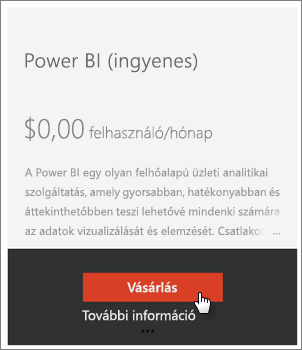 Power BI (ingyenes)
$0,00 felhasználó/hónap
A Power BI egy olyan felhőalapú üzleti analitikai
szolgáltatás, amely gyorsabban, hatékonyabban és
áttekinthetőbben teszi lehetővé mindenki számára
az adatok vizualizálását és elemzését. Csatlakoz ...
Vásárlás
További információ
•••